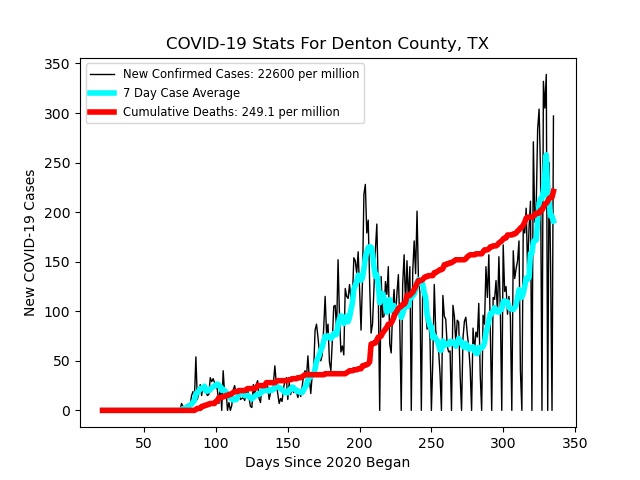 COVID-19 Stats For Denton County, TX
New Confirmed Cases: 22600 per million
7 Day Case Average
Cumulative Deaths: 249.1 per million
New COVID-19 Cases
350
300
250
200
150
100
50
0
50 100 150 200 250 300 350
Days Since 2020 Began